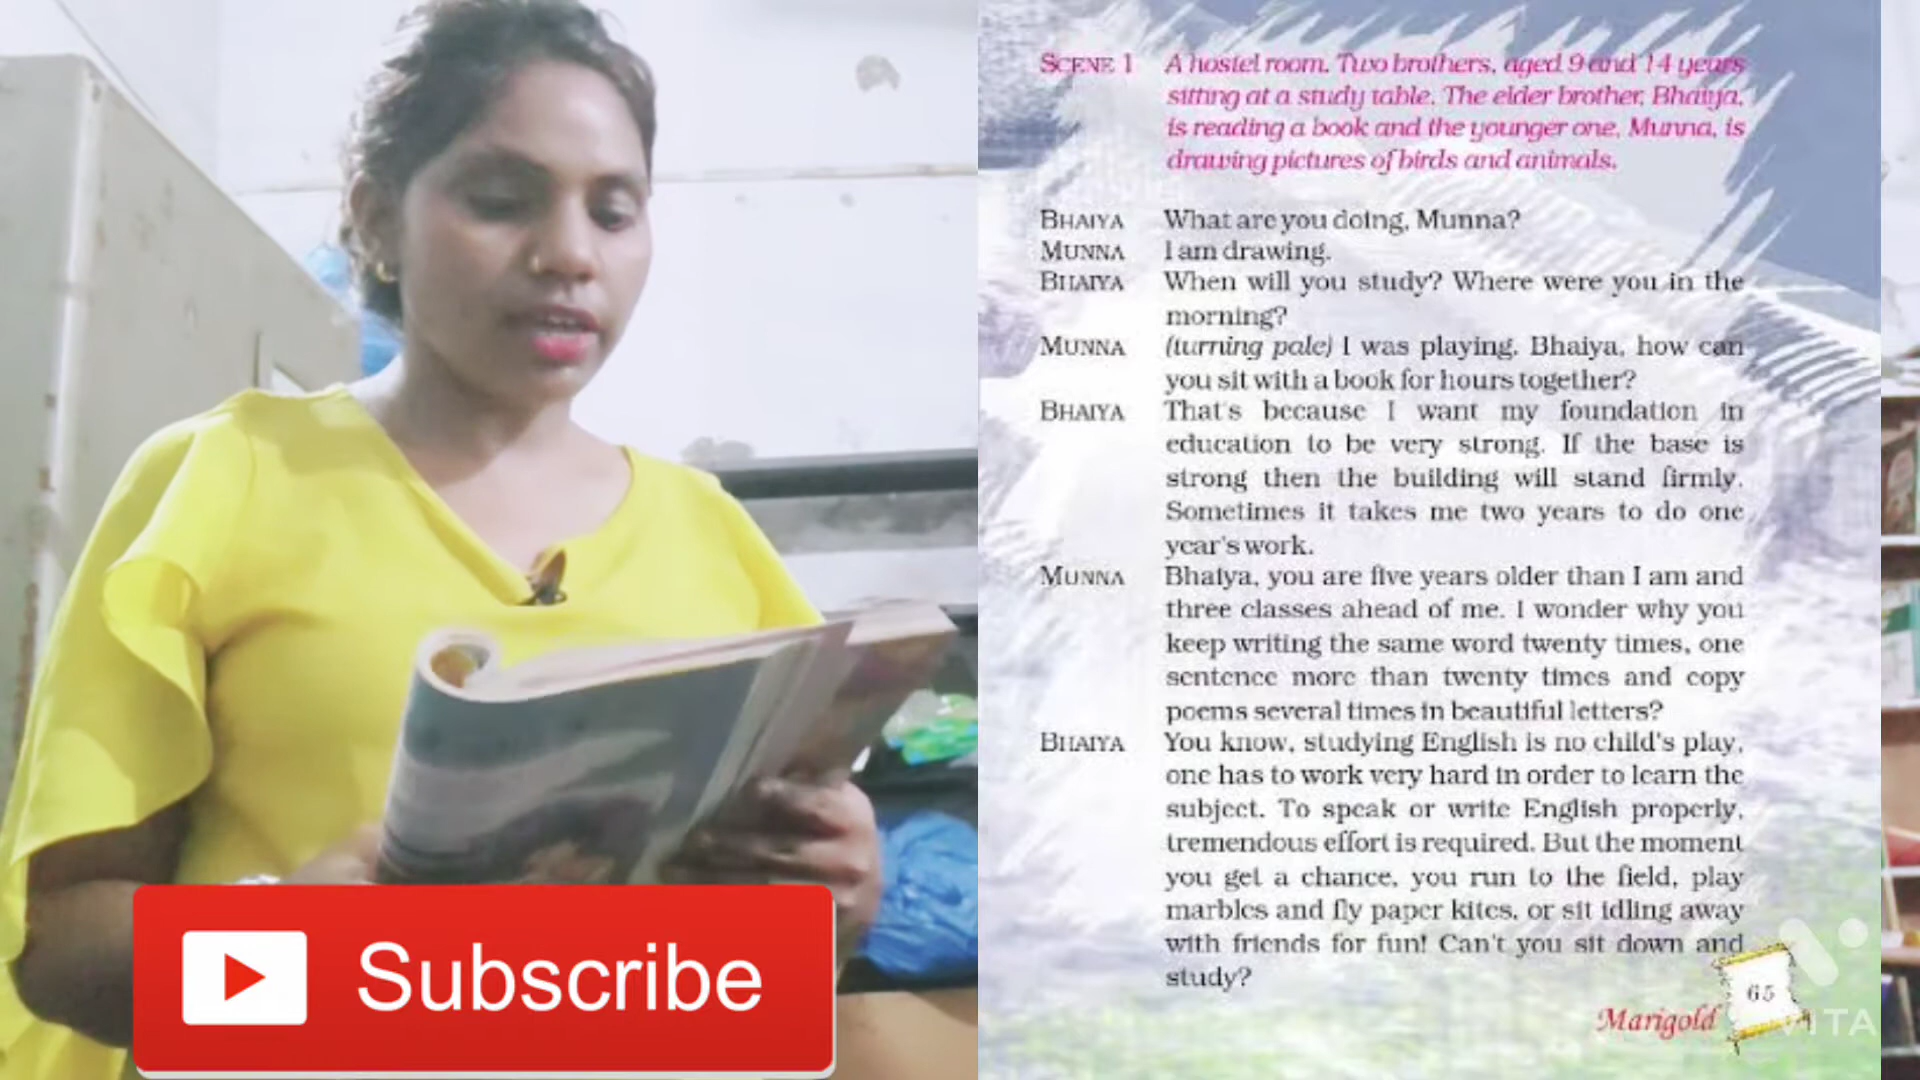 SCENE 1 A hostel room. Two brothers, aged 9 and 14 years
sitting at a study table. The elder brother, Bhaiya,
is reading a book and the younger one, Munna, is
drawing pictures of birds and animals.
BHAIYA What are you doing, Munna?
MUNNA I am drawing.
BHAIYA When will you study? Where were you in the
morning?
MUNNA (turning pale) I was playing. Bhaiya, how can
you sit with a book for hours together?
BHAIYA That's because I want my foundation in
education to be very strong. If the base is
strong then the building will stand firmly.
Sometimes it takes me two years to do one
year's work.
MUNNA Bhaiya, you are five years older than I am and
three classes ahead of me. I wonder why you
keep writing the same word twenty times, one
sentence more than twenty times and copy
poems several times in beautiful letters?
BHAIYA You know, studying English is no child's play,
one has to work very hard in order to learn the
subject. To speak or write English properly,
tremendous effort is required. But the moment
you get a chance, you run to the field, play
marbles and fly paper kites, or sit idling away
with friends for fun! Can't you sit down and
study?
65
Marigold
VITA
Subscribe